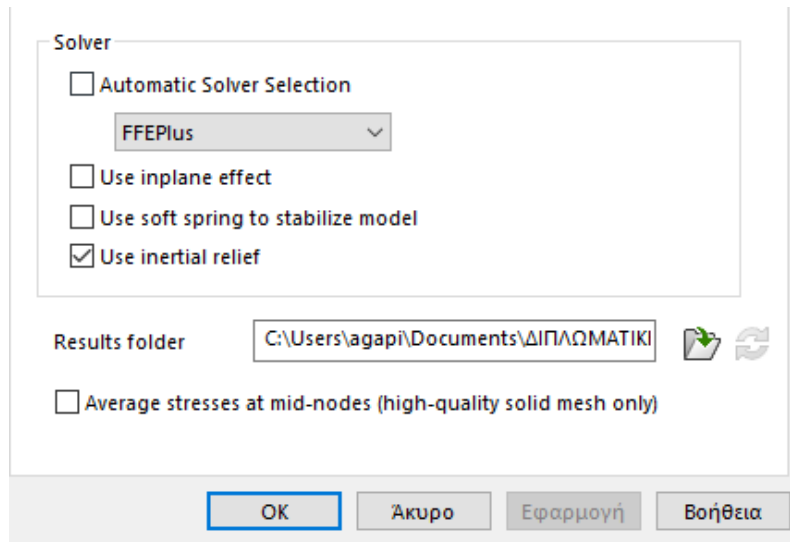 Solver
Automatic Solver Selection
FFEPlus
Use inplane effect
Use soft spring to stabilize model
Use inertial relief
Results folder C:\Users\agapi\Documents\ΔΙΠΛΩΜΑΤΙΚΙ
Average stresses at mid-nodes (high-quality solid mesh only)
OK Άκυρο Εφαρμογή Βοήθεια